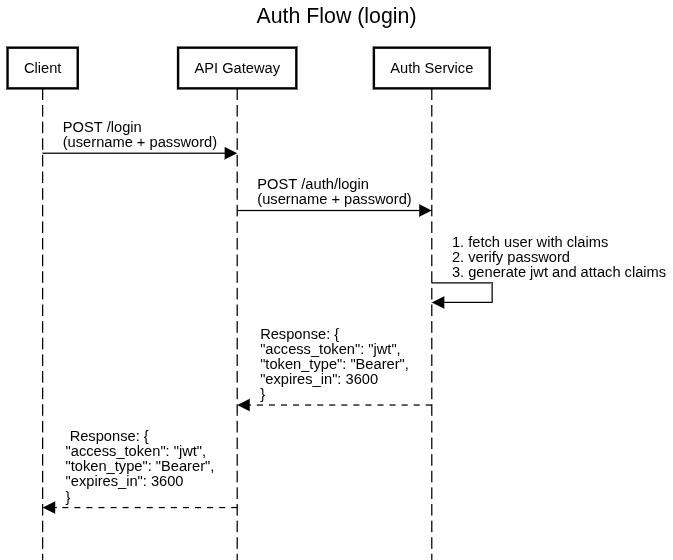 Auth Flow (login)
Client
API Gateway
Auth Service
POST /login
(username + password)
POST /auth/login
(username + password)
1. fetch user with claims
2. verify password
3. generate jwt and attach claims
Response: {
"access_token": "jwt",
"token_type": "Bearer",
"expires_in": 3600
}
Response: {
"access_token": "jwt",
"token_type": "Bearer",
"expires_in": 3600
}